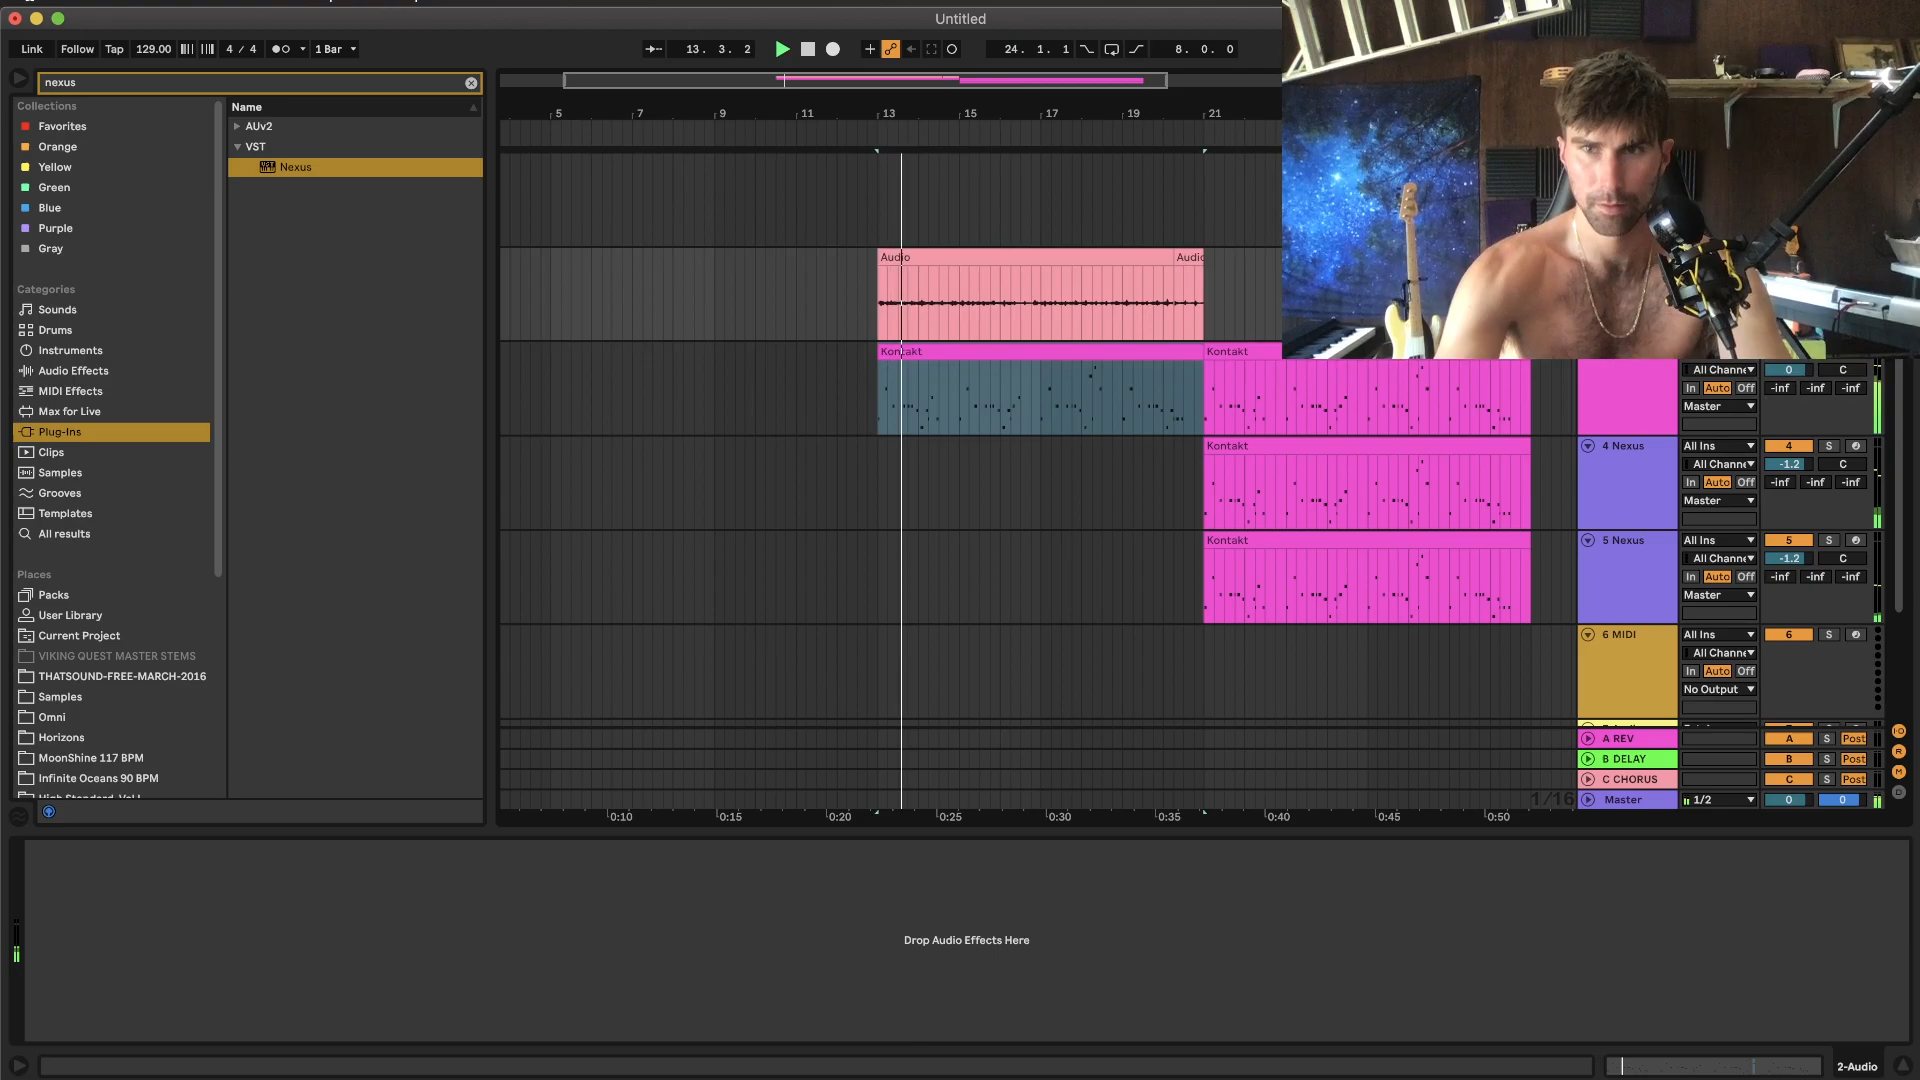 Untitled
Link Follow Tap 129.00 4 / 4 1 Bar 13. 3. 2 24. 1. 1 8. 0. 0
nexus
Collections
Favorites
Orange
Yellow
Green
Blue
Purple
Gray
Categories
Sounds
Drums
Instruments
Audio Effects
MIDI Effects
Max for Live
Plug-Ins
Clips
Samples
Grooves
Templates
All results
Places
Packs
User Library
Current Project
VIKING QUEST MASTER STEMS
THATSOUND-FREE-MARCH-2016
Samples
Omni
Horizons
MoonShine 117 BPM
Infinite Oceans 90 BPM
Name
AUv2
VST
Nexus
5 7 9 11 13 15 17 19 21
Audio Audio
Kontakt Kontakt
Kontakt
Kontakt
All Channe 0 C
In Auto Off -inf -inf -inf
Master
4 Nexus All Ins 4 S
All Channe -1.2 C
In Auto Off -inf -inf -inf
Master
5 Nexus All Ins 5 S
All Channe -1.2 C
In Auto Off -inf -inf -inf
Master
6 MIDI All Ins 6 S
All Channe
In Auto Off
No Output
A REV A S Post
B DELAY B S Post
C CHORUS C S Post
1/16 Master 1/2 0 0
0:10 0:15 0:20 0:25 0:30 0:35 0:40 0:45 0:50
Drop Audio Effects Here
2-Audio